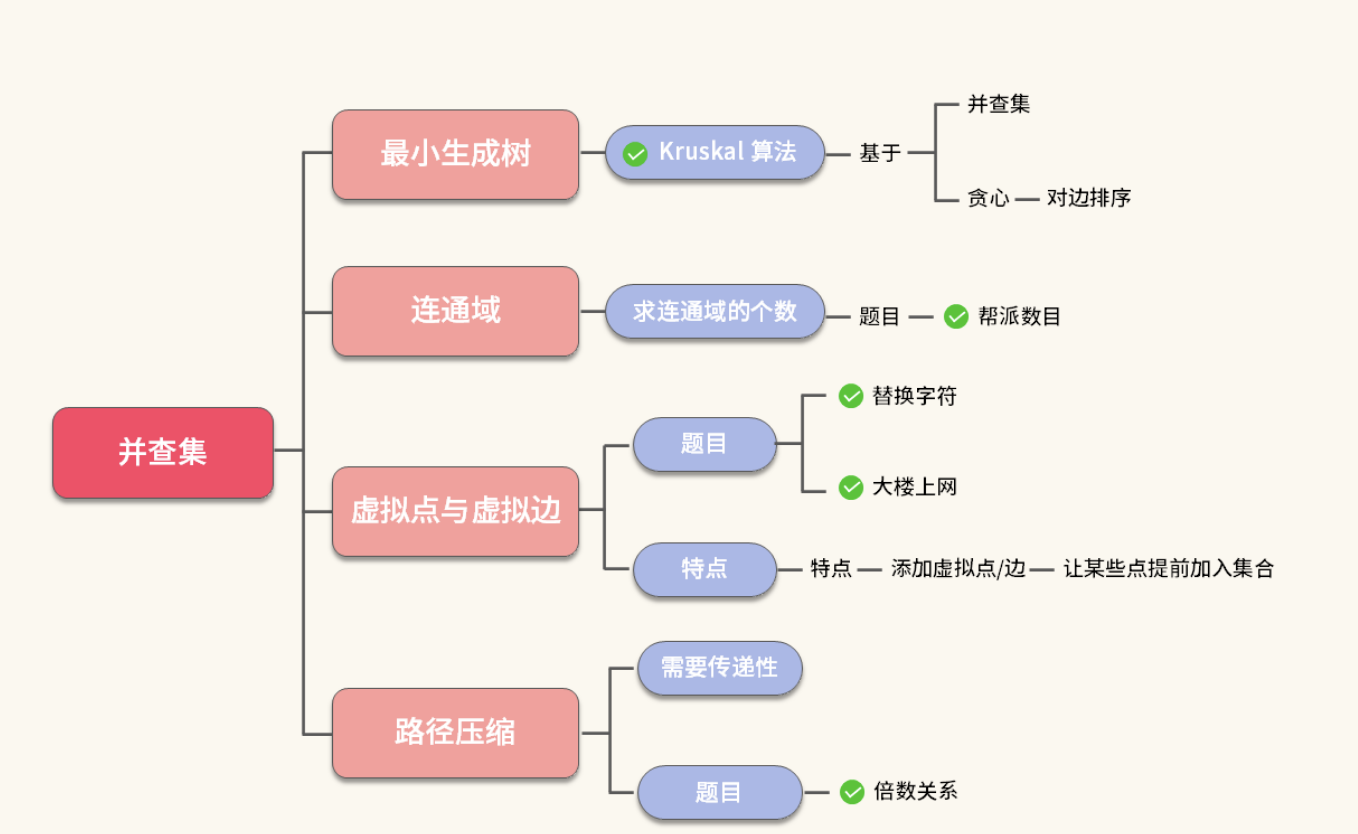 并查集
最小生成树
Kruskal 算法
基于
并查集
贪心
对边排序
连通域
求连通域的个数
题目
帮派数目
虚拟点与虚拟边
题目
替换字符
大楼上网
特点
特点
添加虚拟点/边
让某些点提前加入集合
路径压缩
需要传递性
题目
倍数关系